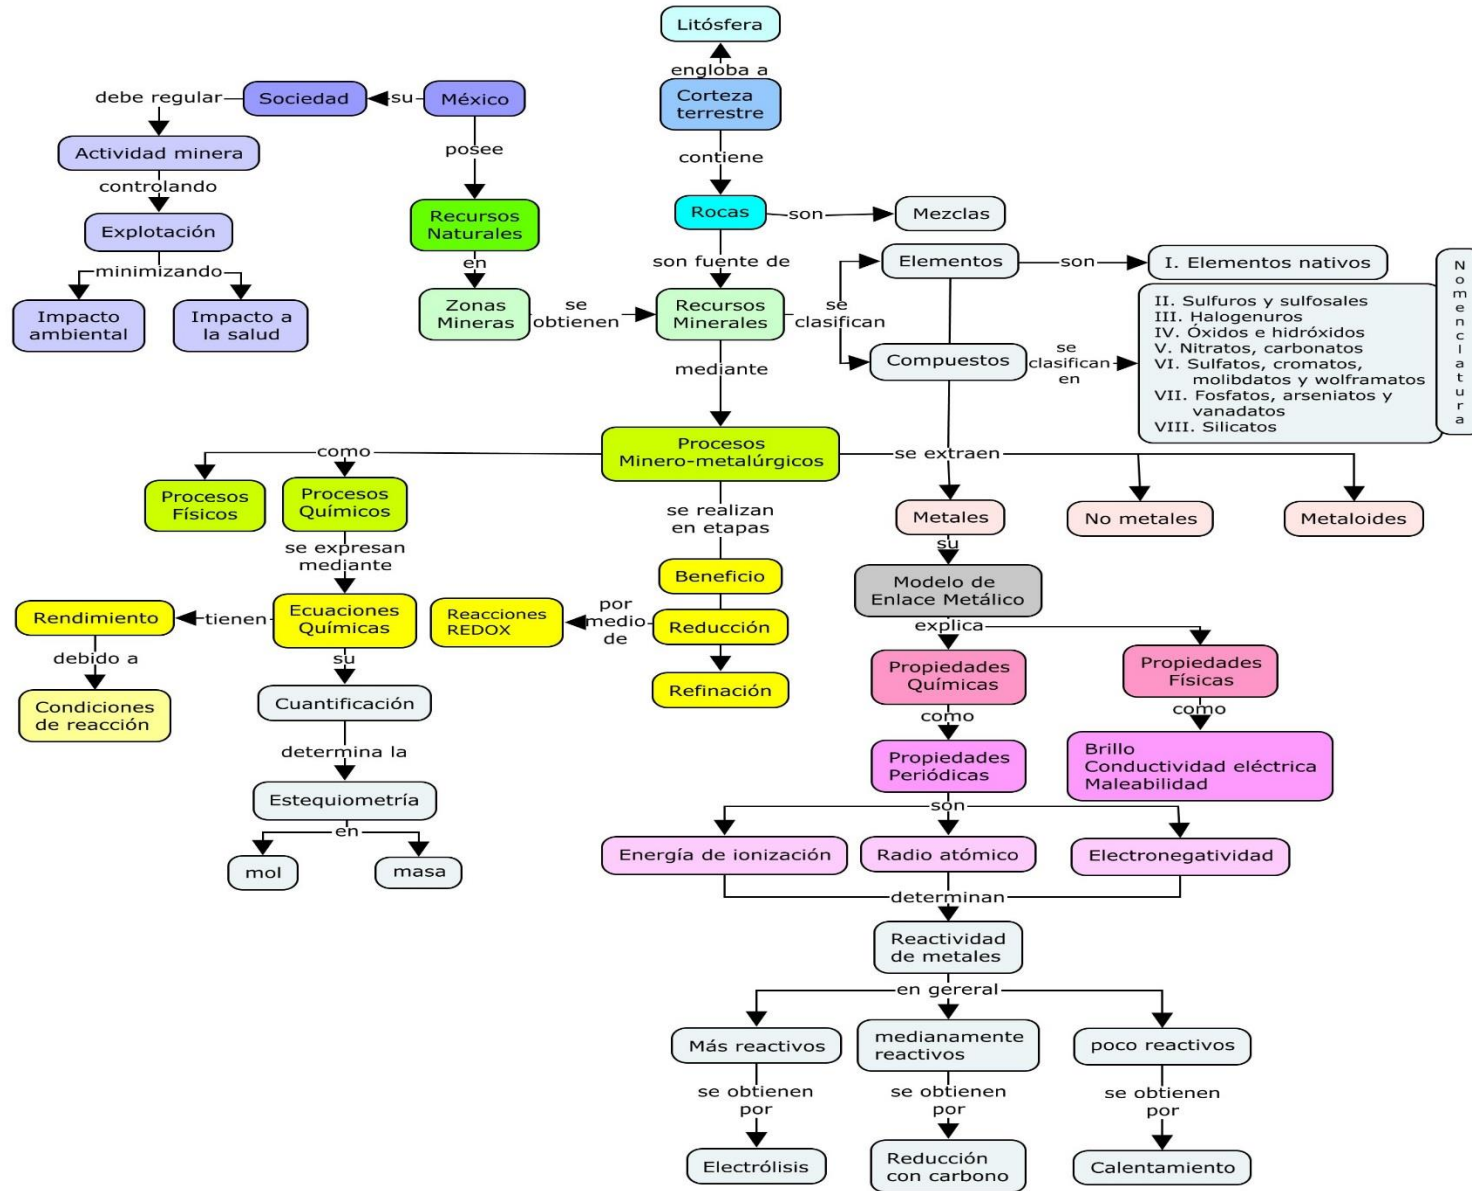 Litósfera
engloba a
Corteza
terrestre
debe regular
Sociedad
su
México
Actividad minera
posee
contiene
controlando
Recursos
Naturales
Rocas
son
Mezclas
Explotación
en
son fuente de
minimizando
Impacto
ambiental
Impacto a
la salud
Zonas
Mineras
se
obtienen
Recursos
Minerales
se
clasifican
Elementos
son
I. Elementos nativos
Compuestos
se
clasifican
en
II. Sulfuros y sulfosales
III. Halogenuros
IV. Óxidos e hidróxidos
V. Nitratos, carbonatos
VI. Sulfatos, cromatos,
molibdatos y wolframatos
VII. Fosfatos, arseniatos y
vanadatos
VIII. Silicatos
Nomenclatura
mediante
Procesos
Minero-metalúrgicos
como
se extraen
Procesos
Físicos
Procesos
Químicos
se realizan
en etapas
Metales
No metales
Metaloides
se expresan
mediante
su
Beneficio
Modelo de
Enlace Metálico
Rendimiento
tienen
Ecuaciones
Químicas
Reacciones
REDOX
por
medio
de
Reducción
explica
debido a
su
Refinación
Propiedades
Químicas
Propiedades
Físicas
Condiciones
de reacción
Cuantificación
como
como
determina la
Propiedades
Periódicas
Brillo
Conductividad eléctrica
Maleabilidad
Estequiometría
son
en
mol
masa
Energía de ionización
Radio atómico
Electronegatividad
determinan
Reactividad
de metales
en gereral
Más reactivos
medianamente
reactivos
poco reactivos
se obtienen
por
se obtienen
por
se obtienen
por
Electrólisis
Reducción
con carbono
Calentamiento